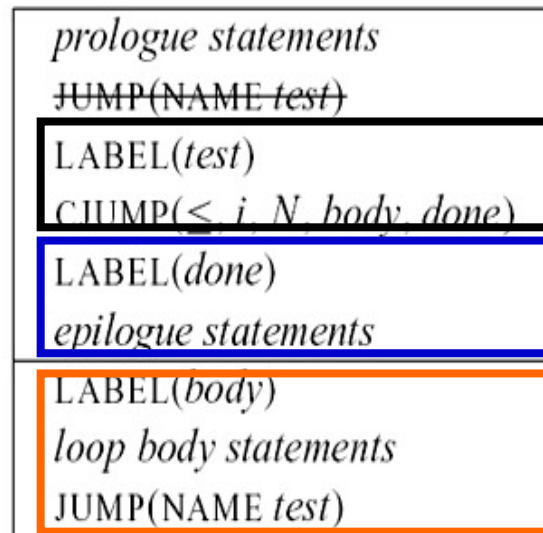 prologue statements
JUMP(NAME test)
LABEL(test)
CJUMP(≤, i, N, body, done)
LABEL(done)
epilogue statements
LABEL(body)
loop body statements
JUMP(NAME test)